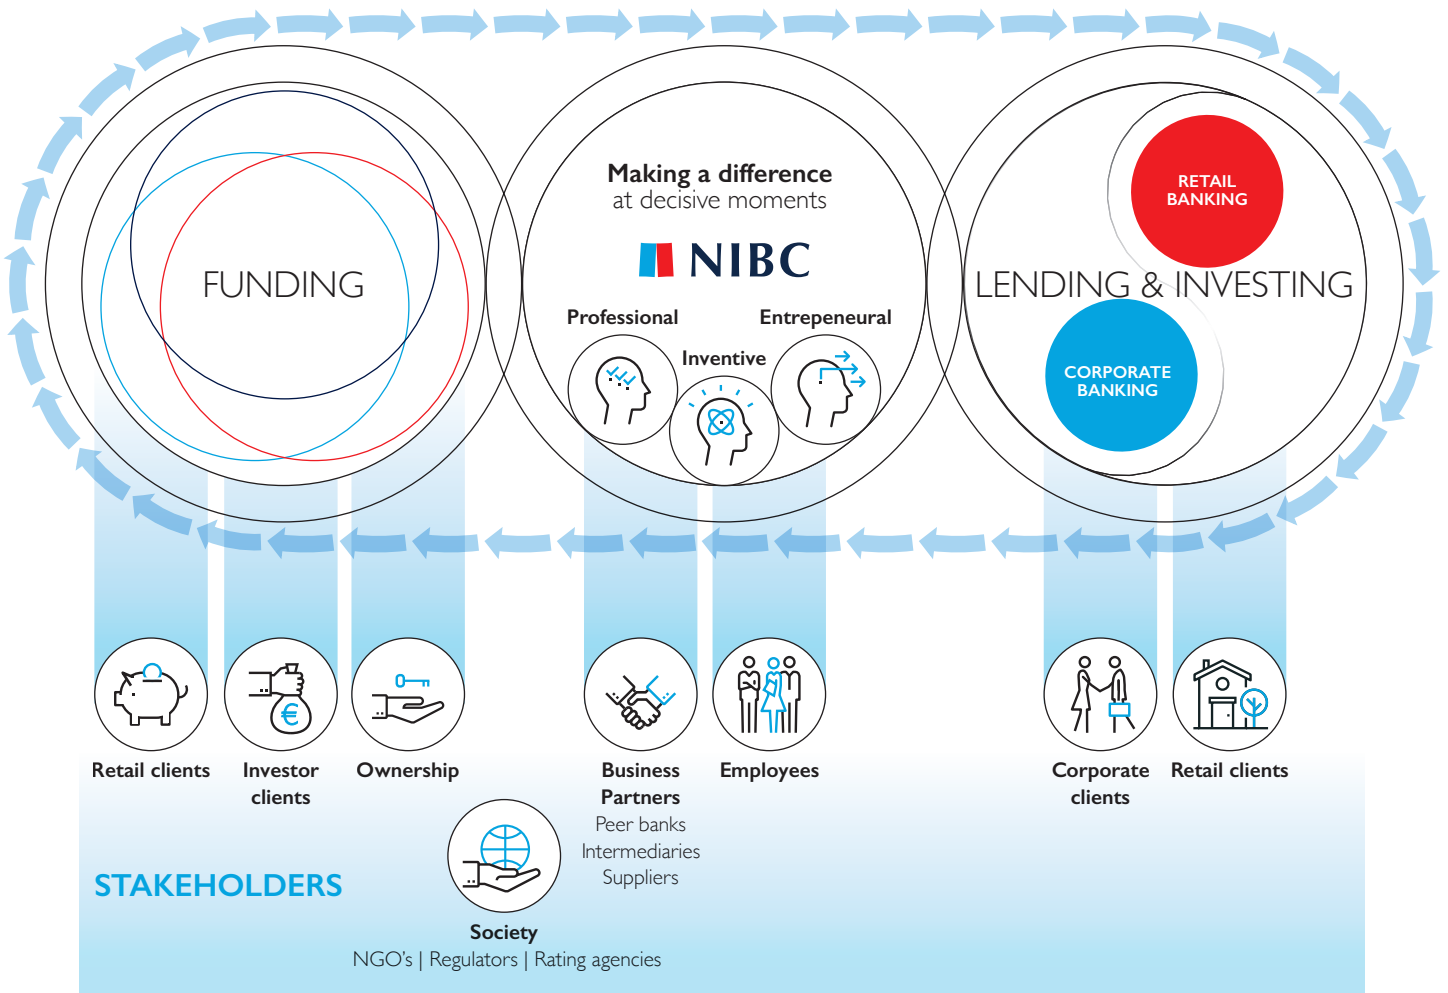 Making a difference
at decisive moments
NIBC
FUNDING
Professional
Inventive
Entrepeneural
RETAIL
BANKING
LENDING & INVESTING
CORPORATE
BANKING
€
Retail clients
Investor
clients
Ownership
Business
Partners
Peer banks
Intermediaries
Suppliers
Employees
Corporate
clients
Retail clients
STAKEHOLDERS
Society
NGO's | Regulators | Rating agencies